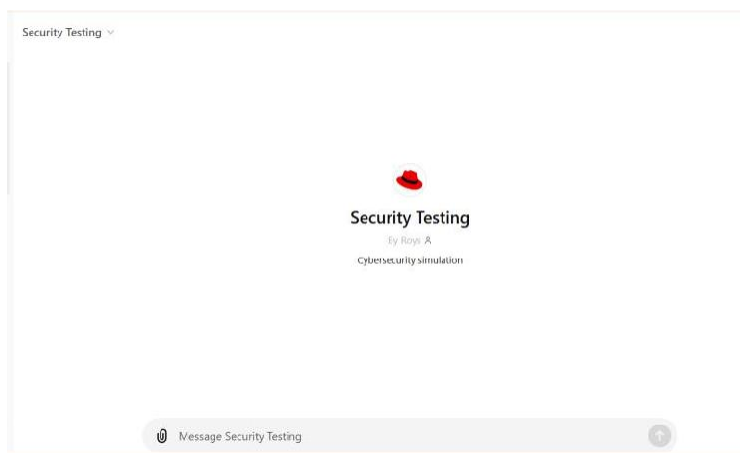 Security Testing
Security Testing
By Roys
Cybersecurity simulation
Message Security Testing